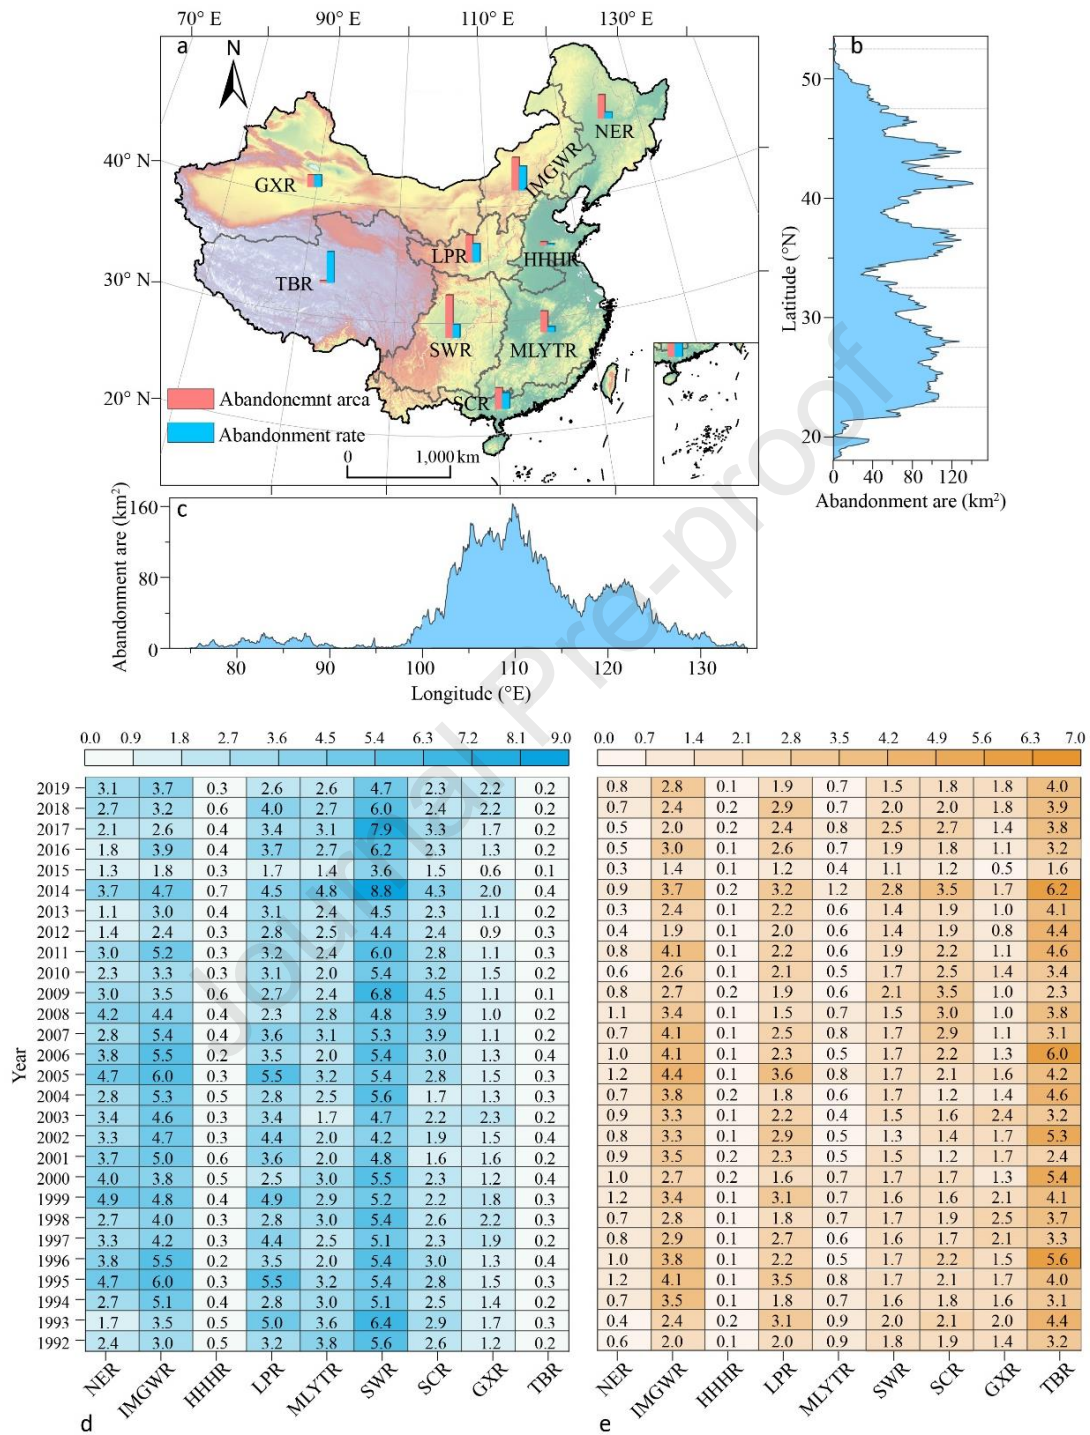 70° E 90° E 110° E 130° E
a
N
b
50
NER
40° N
IMGWR
GXR
40
LPR
HHHR
30° N
TBR
Latitude (°N)
30
SWR
MLYTR
20° N
Abandoncmnt area
SCR
Abandonment rate
20
0 1,000 km
0 40 80 120
Abandonment are (km²)
c
Abandonment are (km²)
160
80
0
80 90 100 110 120 130
Longitude (°E)
Journal Pre-proof
0.0 0.9 1.8 2.7 3.6 4.5 5.4 6.3 7.2 8.1 9.0
0.0 0.7 1.4 2.1 2.8 3.5 4.2 4.9 5.6 6.3 7.0
Year
2019 3.1 3.7 0.3 2.6 2.6 4.7 2.3 2.2 0.2 0.8 2.8 0.1 1.9 0.7 1.5 1.8 1.8 4.0
2018 2.7 3.2 0.6 4.0 2.7 6.0 2.4 2.2 0.2 0.7 2.4 0.2 2.9 0.7 2.0 2.0 1.8 3.9
2017 2.1 2.6 0.4 3.4 3.1 7.9 3.3 1.7 0.2 0.5 2.0 0.2 2.4 0.8 2.5 2.7 1.4 3.8
2016 1.8 3.9 0.4 3.7 2.7 6.2 2.3 1.3 0.2 0.5 3.0 0.1 2.6 0.7 1.9 1.8 1.1 3.2
2015 1.3 1.8 0.3 1.7 1.4 3.6 1.5 0.6 0.1 0.3 1.4 0.1 1.2 0.4 1.1 1.2 0.5 1.6
2014 3.7 4.7 0.7 4.5 4.8 8.8 4.3 2.0 0.4 0.9 3.7 0.2 3.2 1.2 2.8 3.5 1.7 6.2
2013 1.1 3.0 0.4 3.1 2.4 4.5 2.3 1.1 0.2 0.3 2.4 0.1 2.2 0.6 1.4 1.9 1.0 4.1
2012 1.4 2.4 0.3 2.8 2.5 4.4 2.4 0.9 0.3 0.4 1.9 0.1 2.0 0.6 1.4 1.9 0.8 4.4
2011 3.0 5.2 0.3 3.2 2.4 6.0 2.8 1.1 0.3 0.8 4.1 0.1 2.2 0.6 1.9 2.2 1.1 4.6
2010 2.3 3.3 0.3 3.1 2.0 5.4 3.2 1.5 0.2 0.6 2.6 0.1 2.1 0.5 1.7 2.5 1.4 3.4
2009 3.0 3.5 0.6 2.7 2.4 6.8 4.5 1.1 0.1 0.8 2.7 0.2 1.9 0.6 2.1 3.5 1.0 2.3
2008 4.2 4.4 0.4 2.3 2.8 4.8 3.9 1.0 0.2 1.1 3.4 0.1 1.5 0.7 1.5 3.0 1.0 3.8
2007 2.8 5.4 0.4 3.6 3.1 5.3 3.9 1.1 0.2 0.7 4.1 0.1 2.5 0.8 1.7 2.9 1.1 3.1
2006 3.8 5.5 0.2 3.5 2.0 5.4 3.0 1.3 0.4 1.0 4.1 0.1 2.3 0.5 1.7 2.2 1.3 6.0
2005 4.7 6.0 0.3 5.5 3.2 5.4 2.8 1.5 0.3 1.2 4.4 0.1 3.6 0.8 1.7 2.1 1.6 4.2
2004 2.8 5.3 0.5 2.8 2.5 5.6 1.7 1.3 0.3 0.7 3.8 0.2 1.8 0.6 1.7 1.2 1.4 4.6
2003 3.4 4.6 0.3 3.4 1.7 4.7 2.2 2.3 0.2 0.9 3.3 0.1 2.2 0.4 1.5 1.6 2.4 3.2
2002 3.3 4.7 0.3 4.4 2.0 4.2 1.9 1.5 0.4 0.8 3.3 0.1 2.9 0.5 1.3 1.4 1.7 5.3
2001 3.7 5.0 0.6 3.6 2.0 4.8 1.6 1.6 0.2 0.9 3.5 0.2 2.3 0.5 1.5 1.2 1.7 2.4
2000 4.0 3.8 0.5 2.5 3.0 5.5 2.3 1.2 0.4 1.0 2.7 0.2 1.6 0.7 1.7 1.7 1.3 5.4
1999 4.9 4.8 0.4 4.9 2.9 5.2 2.2 1.8 0.3 1.2 3.4 0.1 3.1 0.7 1.6 1.6 2.1 4.1
1998 2.7 4.0 0.3 2.8 3.0 5.4 2.6 2.2 0.3 0.7 2.8 0.1 1.8 0.7 1.7 1.9 2.5 3.7
1997 3.3 4.2 0.3 4.4 2.5 5.1 2.3 1.9 0.2 0.8 2.9 0.1 2.7 0.6 1.6 1.7 2.1 3.3
1996 3.8 5.5 0.2 3.5 2.0 5.4 3.0 1.3 0.4 1.0 3.8 0.1 2.2 0.5 1.7 2.2 1.5 5.6
1995 4.7 6.0 0.3 5.5 3.2 5.4 2.8 1.5 0.3 1.2 4.1 0.1 3.5 0.8 1.7 2.1 1.7 4.0
1994 2.7 5.1 0.4 2.8 3.0 5.1 2.5 1.4 0.2 0.7 3.5 0.1 1.8 0.7 1.6 1.8 1.6 3.1
1993 1.7 3.5 0.5 5.0 3.6 6.4 2.9 1.7 0.3 0.4 2.4 0.2 3.1 0.9 2.0 2.1 2.0 4.4
1992 2.4 3.0 0.5 3.2 3.8 5.6 2.6 1.2 0.2 0.6 2.0 0.1 2.0 0.9 1.8 1.9 1.4 3.2
NER IMGWR HHHR LPR MLYTR SWR SCR GXR TBR
NER IMGWR HHHR LPR MLYTR SWR SCR GXR TBR
d
e